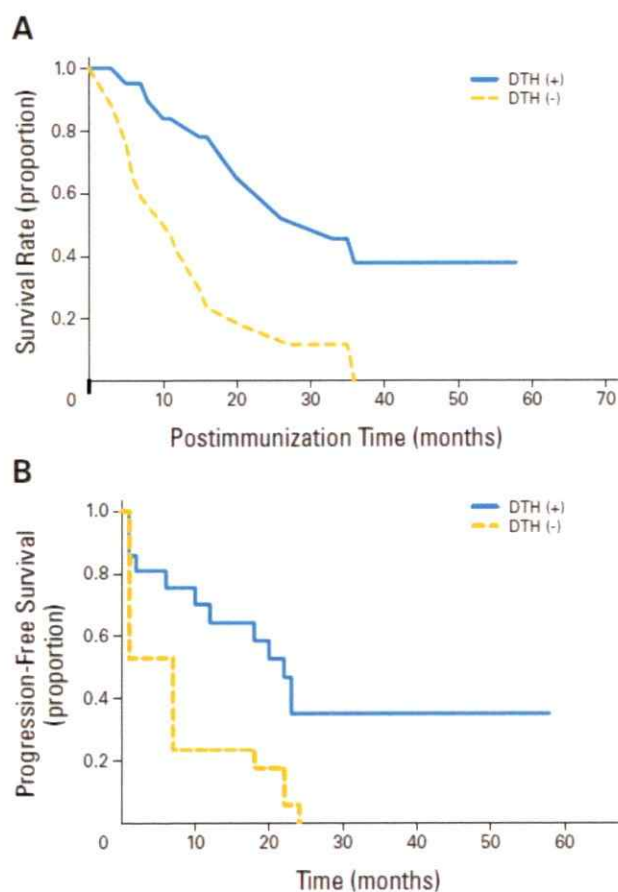 A
1.0
0.8
0.6
0.4
0.2
0
10
20
30
40
50
60
70
Survival Rate (proportion)
Postimmunization Time (months)
DTH (+)
DTH (-)
B
1.0
0.8
0.6
0.4
0.2
0
10
20
30
40
50
60
Progression-Free Survival
(proportion)
Time (months)
DTH (+)
DTH (-)